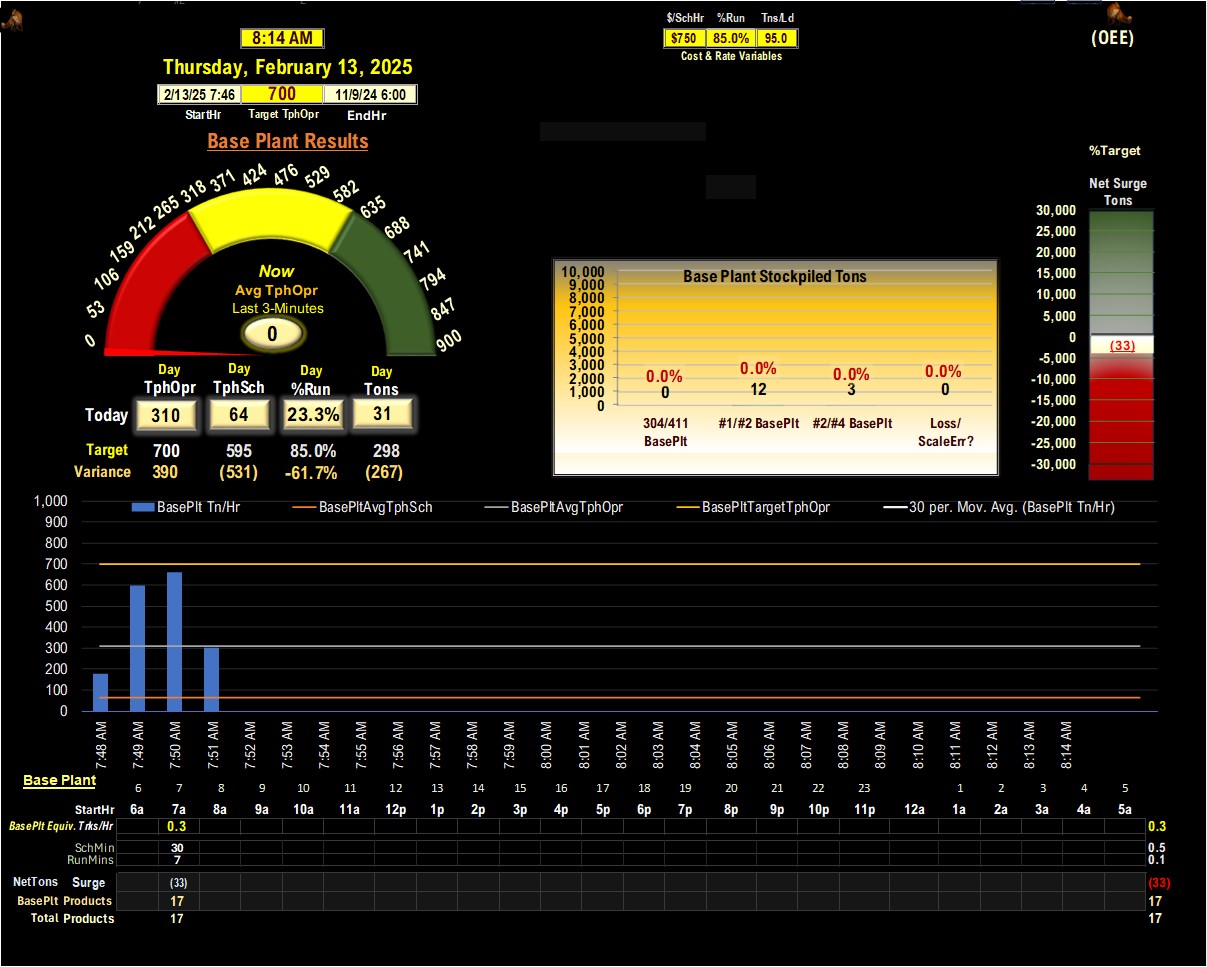 $/SchHr %Run Tns/Ld
8:14 AM
$750 85.0% 95.0
(OEE)
Cost & Rate Variables
Thursday, February 13, 2025
2/13/25 7:46 700 11/9/24 6:00
StartHr Target TphOpr EndHr
Base Plant Results
%Target
Net Surge
Tons
0 53 106 159 212 265 318 371 424 476 529 582 635 688 741 794 847 900
Now
Avg TphOpr
Last 3-Minutes
0
Day Day Day Day
TphOpr TphSch %Run Tons
Today 310 64 23.3% 31
Target 700 595 85.0% 298
Variance 390 (531) -61.7% (267)
Base Plant Stockpiled Tons
10,000
9,000
8,000
7,000
6,000
5,000
4,000
3,000
2,000
1,000
0
0.0% 0.0% 0.0% 0.0%
0 12 3 0
304/411 #1/#2 BasePlt #2/#4 BasePlt Loss/
BasePlt ScaleErr?
30,000
25,000
20,000
15,000
10,000
5,000
0
(33)
-5,000
-10,000
-15,000
-20,000
-25,000
-30,000
BasePlt Tn/Hr BasePltAvgTphSch BasePltAvgTphOpr BasePltTargetTphOpr 30 per. Mov. Avg. (BasePlt Tn/Hr)
1,000
900
800
700
600
500
400
300
200
100
0
7:48 AM 7:49 AM 7:50 AM 7:51 AM 7:52 AM 7:53 AM 7:54 AM 7:55 AM 7:56 AM 7:57 AM 7:58 AM 7:59 AM 8:00 AM 8:01 AM 8:02 AM 8:03 AM 8:04 AM 8:05 AM 8:06 AM 8:07 AM 8:08 AM 8:09 AM 8:10 AM 8:11 AM 8:12 AM 8:13 AM 8:14 AM
Base Plant
6 7 8 9 10 11 12 13 14 15 16 17 18 19 20 21 22 23 1 2 3 4 5
StartHr 6a 7a 8a 9a 10a 11a 12p 1p 2p 3p 4p 5p 6p 7p 8p 9p 10p 11p 12a 1a 2a 3a 4a 5a
BasePlt Equiv. Trks/Hr 0.3 0.3
SchMin 30 0.5
RunMins 7 0.1
NetTons Surge (33) (33)
BasePlt Products 17 17
Total Products 17 17